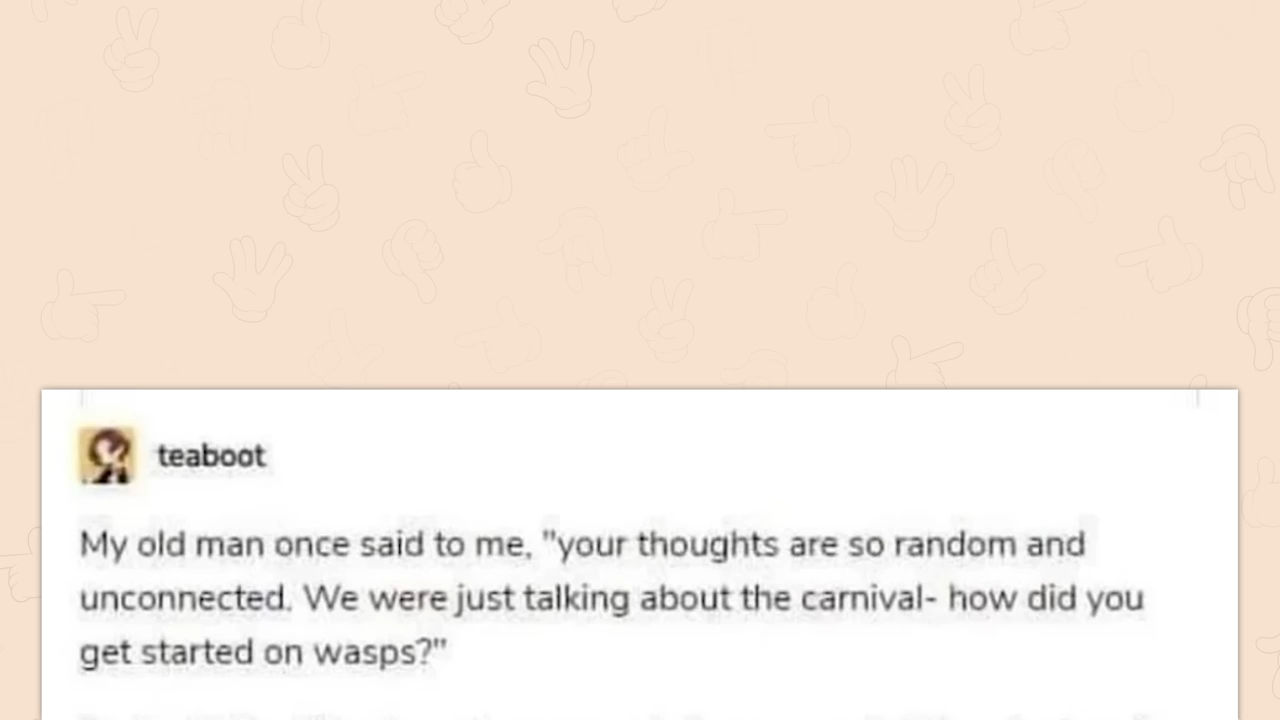 teaboot
My old man once said to me, "your thoughts are so random and
unconnected. We were just talking about the carnival- how did you
get started on wasps?"